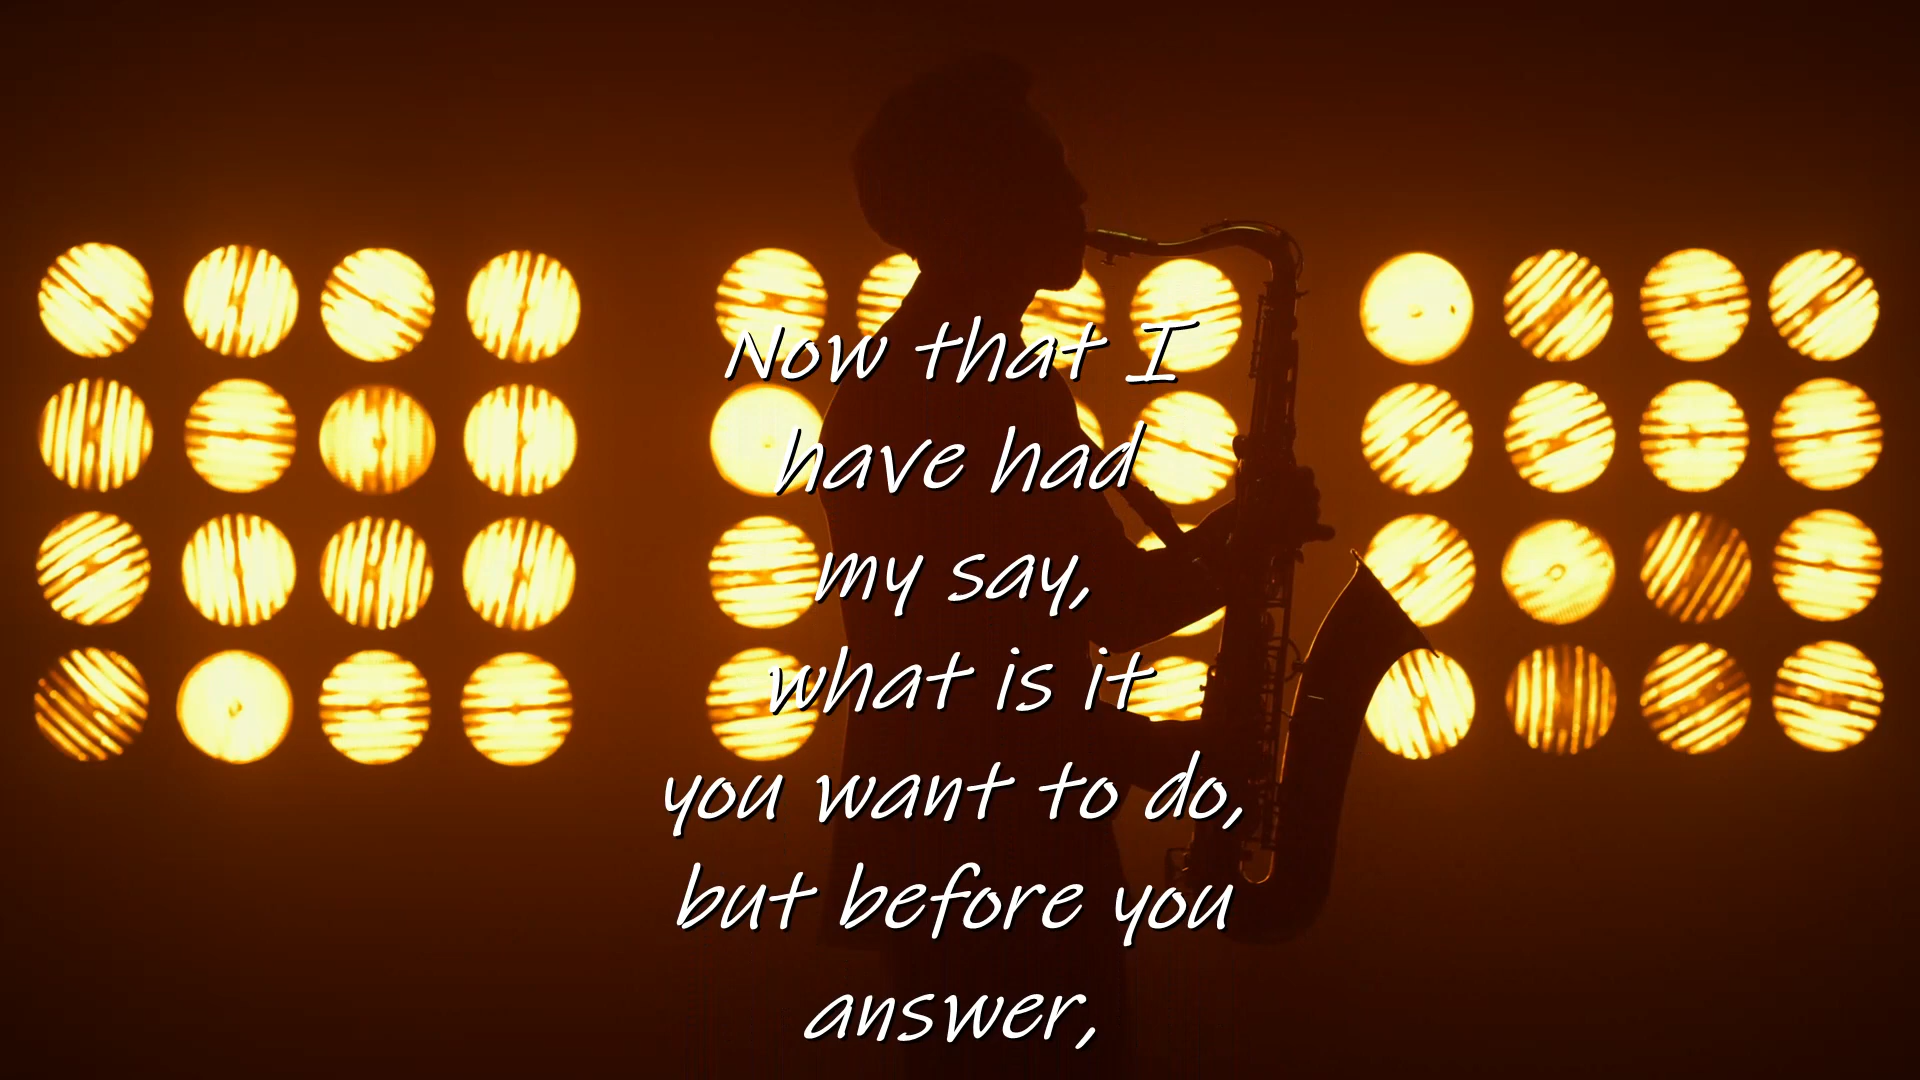 Now that I
have had
my say,
what is it
you want to do,
but before you
answer,